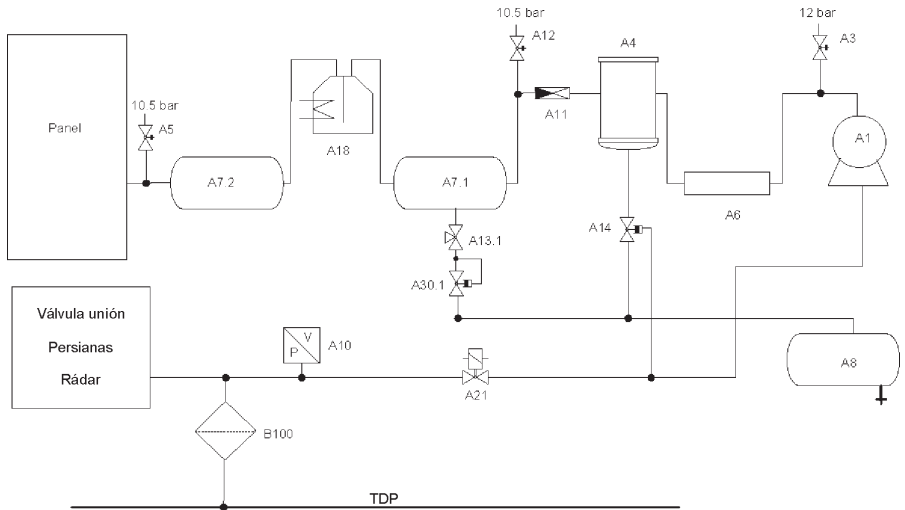 10.5 bar
A12
A4
12 bar
A3
10.5 bar
A5
Panel
A18
A11
A1
A7.2
A7.1
A6
A14
A13.1
A30.1
Válvula unión
Persianas
Rádar
V
P
A10
A21
A8
B100
TDP